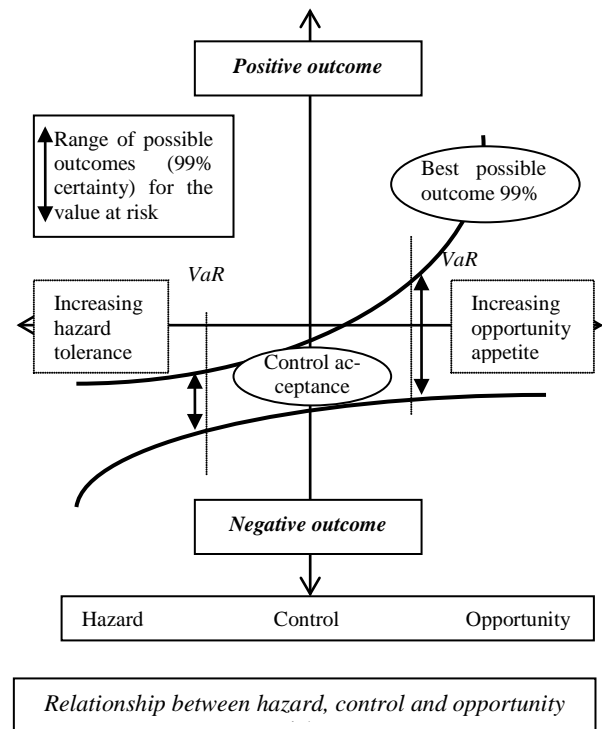 Positive outcome
Range of possible
outcomes (99%
certainty) for the
value at risk
Best possible
outcome 99%
VaR
VaR
Increasing
hazard
tolerance
Increasing
opportunity
appetite
Control ac-
ceptance
Negative outcome
Hazard Control Opportunity
Relationship between hazard, control and opportunity